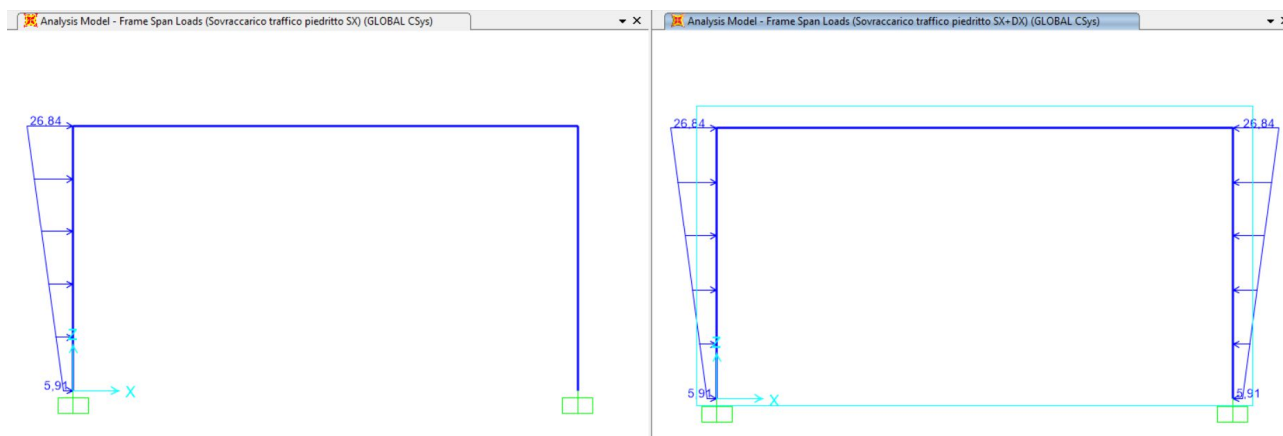 Analysis Model - Frame Span Loads (Sovraccarico traffico piedritto SX) (GLOBAL CSys)
26,84
5,91
X
Analysis Model - Frame Span Loads (Sovraccarico traffico piedritto SX+DX) (GLOBAL CSys)
26,84 26,84
5,91 5,91
X